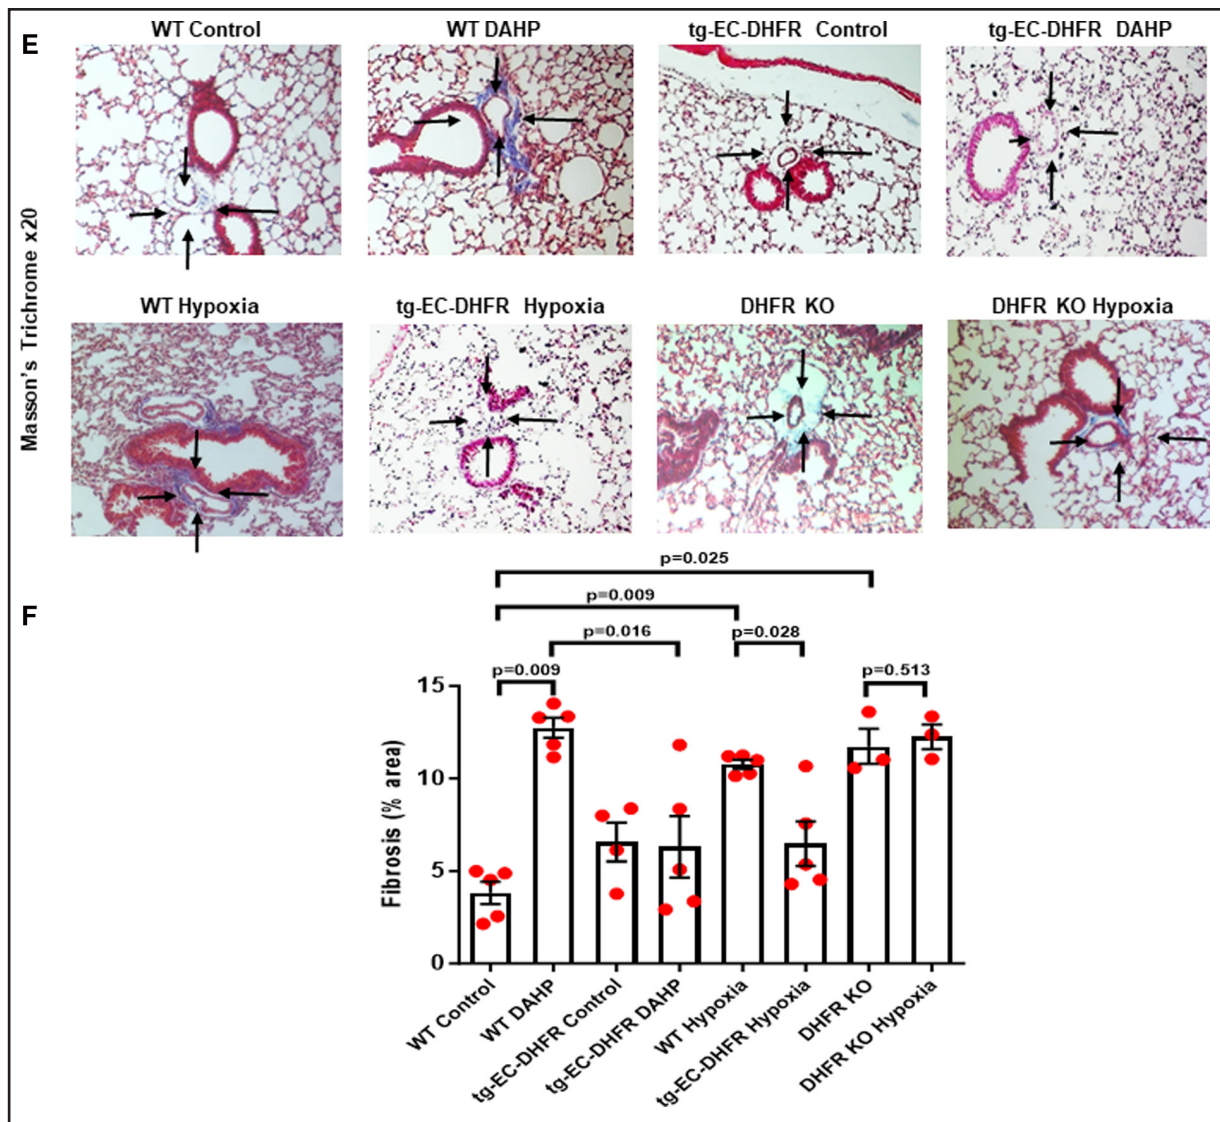 E
WT Control
WT DAHP
tg-EC-DHFR Control
tg-EC-DHFR DAHP
Masson's Trichrome x20
WT Hypoxia
tg-EC-DHFR Hypoxia
DHFR KO
DHFR KO Hypoxia
F
p=0.025
p=0.009
p=0.016
p=0.028
p=0.009
p=0.513
Fibrosis (% area)
15
10
5
0
WT Control
WT DAHP
tg-EC-DHFR Control
tg-EC-DHFR DAHP
WT Hypoxia
tg-EC-DHFR Hypoxia
DHFR KO
DHFR KO Hypoxia